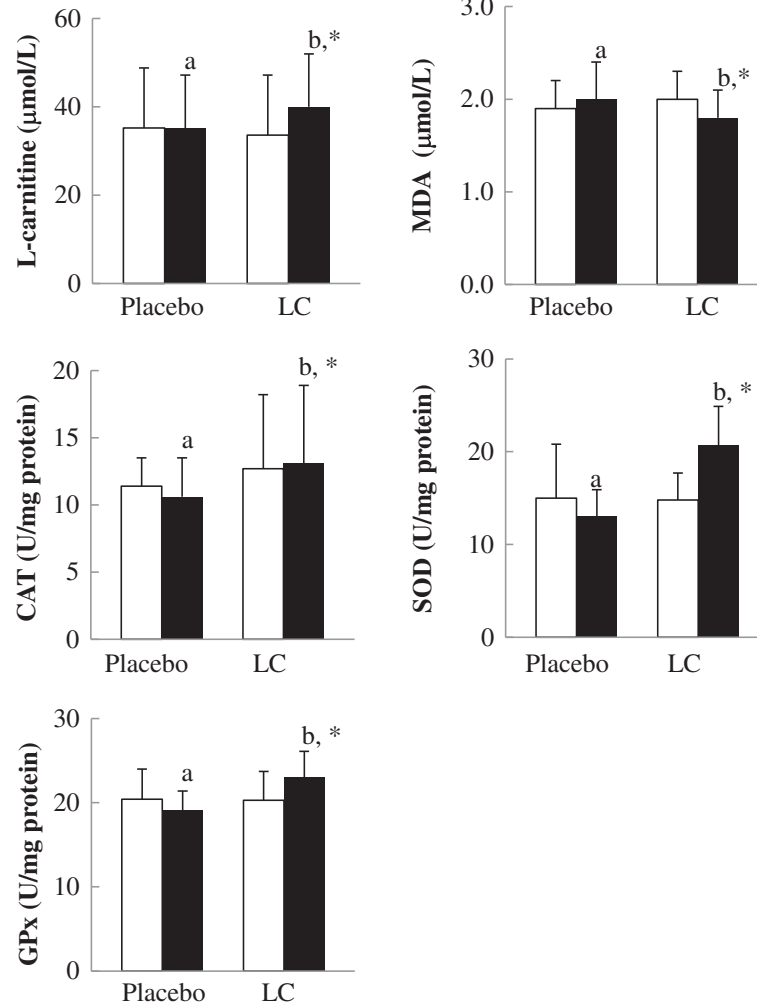 L-carnitine (µmol/L)
60
40
20
0
a
b,*
Placebo
LC
MDA (µmol/L)
3.0
2.0
1.0
0.0
a
b,*
Placebo
LC
CAT (U/mg protein)
20
15
10
5
0
a
b, *
Placebo
LC
SOD (U/mg protein)
30
20
10
0
a
b, *
Placebo
LC
GPx (U/mg protein)
30
20
10
0
a
b, *
Placebo
LC